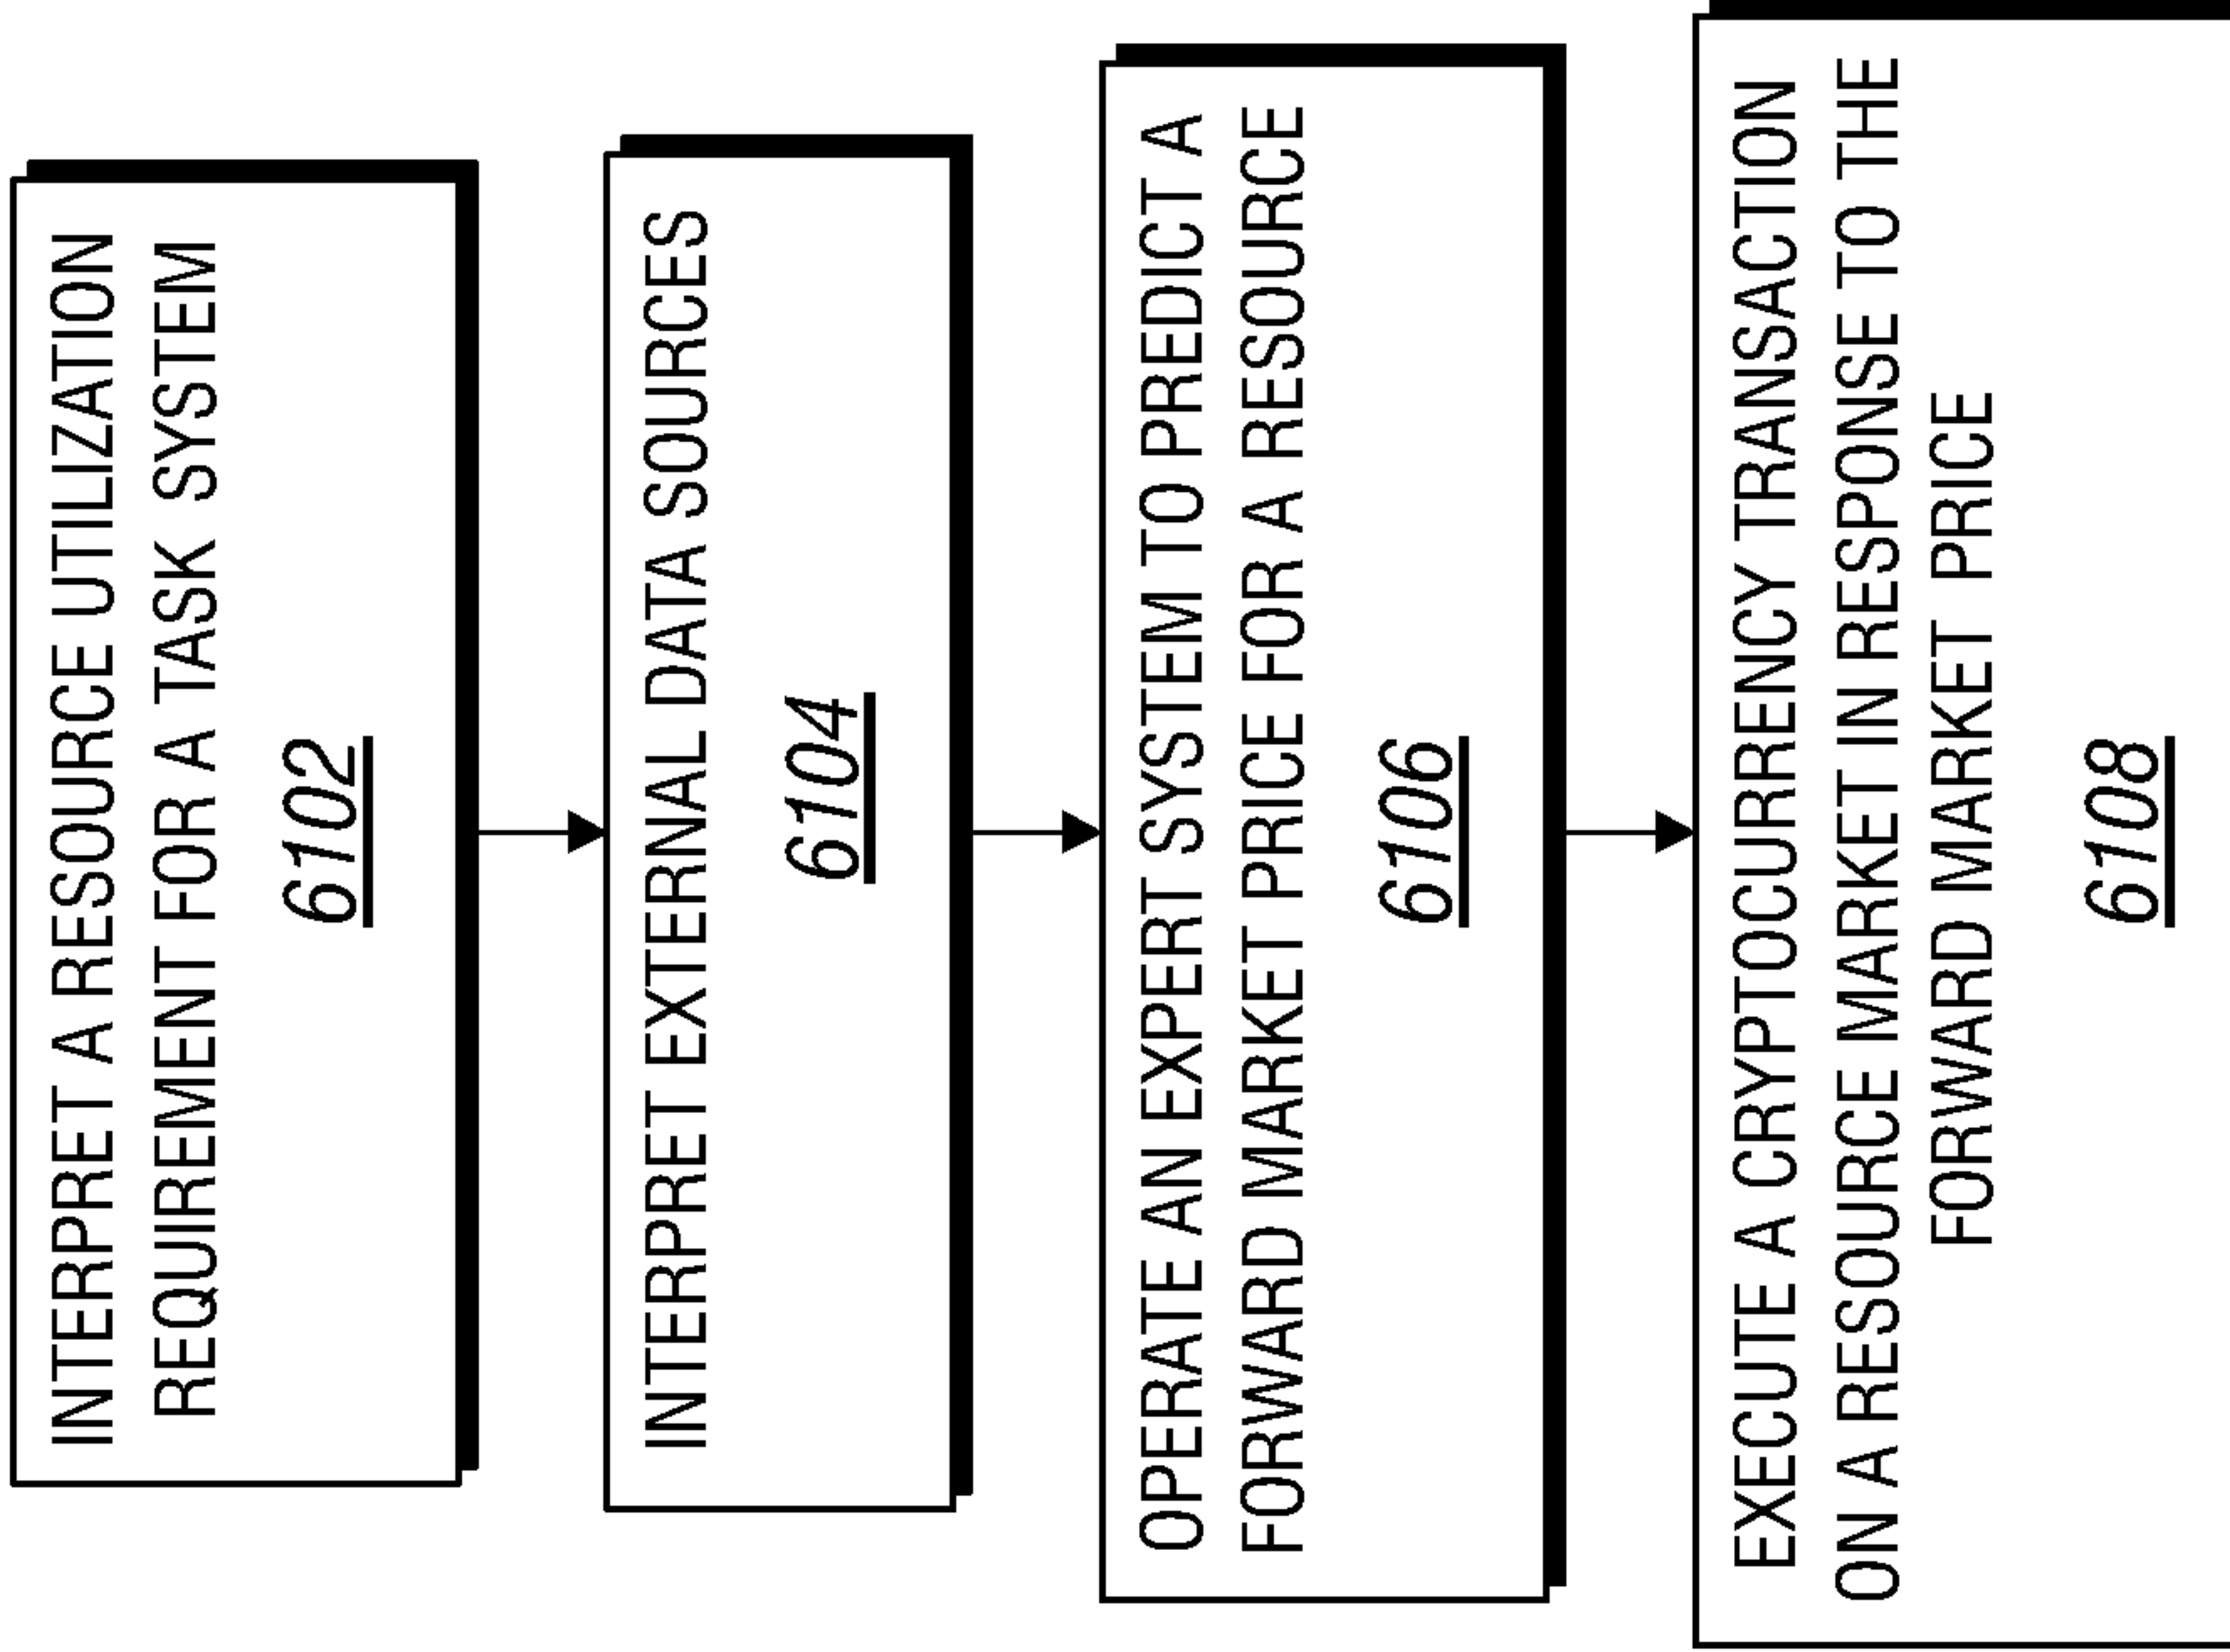 INTERPRET A RESOURCE UTILIZATION
REQUIREMENT FOR A TASK SYSTEM
6102
INTERPRET EXTERNAL DATA SOURCES
6104
OPERATE AN EXPERT SYSTEM TO PREDICT A
FORWARD MARKET PRICE FOR A RESOURCE
6106
EXECUTE A CRYPTOCURRENCY TRANSACTION
ON A RESOURCE MARKET IN RESPONSE TO THE
FORWARD MARKET PRICE
6108